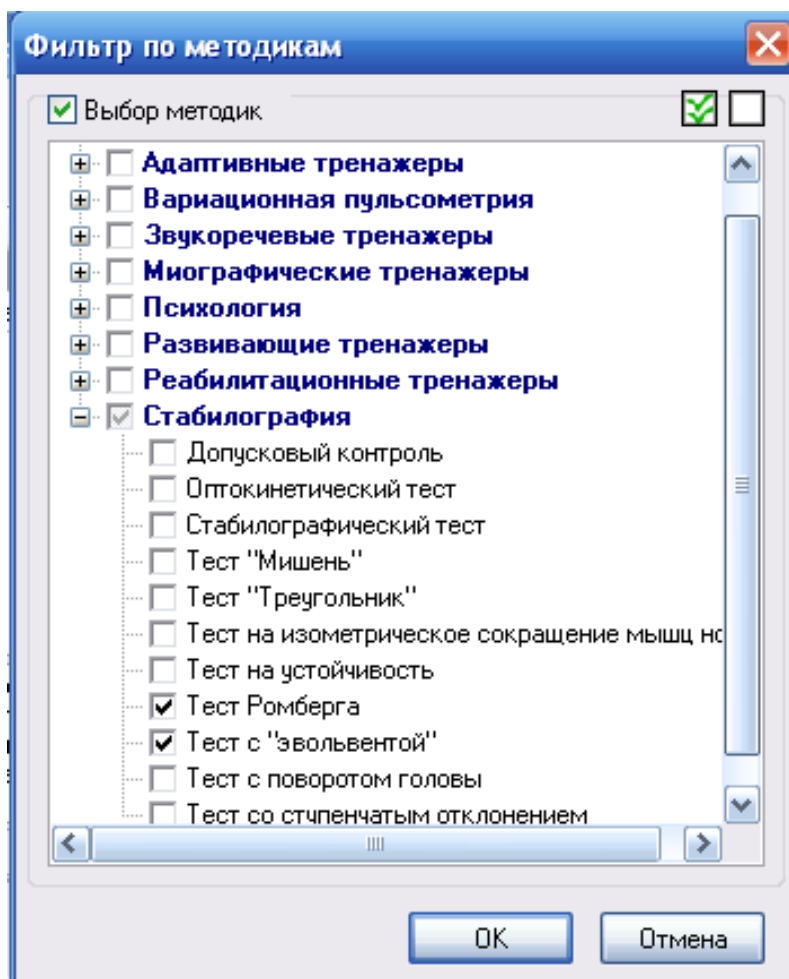 Фильтр по методикам
Выбор методик
Адаптивные тренажеры
Вариационная пульсометрия
Звукоречевые тренажеры
Миографические тренажеры
Психология
Развивающие тренажеры
Реабилитационные тренажеры
Стабилография
Допусковый контроль
Оптокинетический тест
Стабилографический тест
Тест "Мишень"
Тест "Треугольник"
Тест на изометрическое сокращение мышц но
Тест на устойчивость
Тест Ромберга
Тест с "эвольвентой"
Тест с поворотом головы
Тест со ступенчатым отклонением
OK Отмена